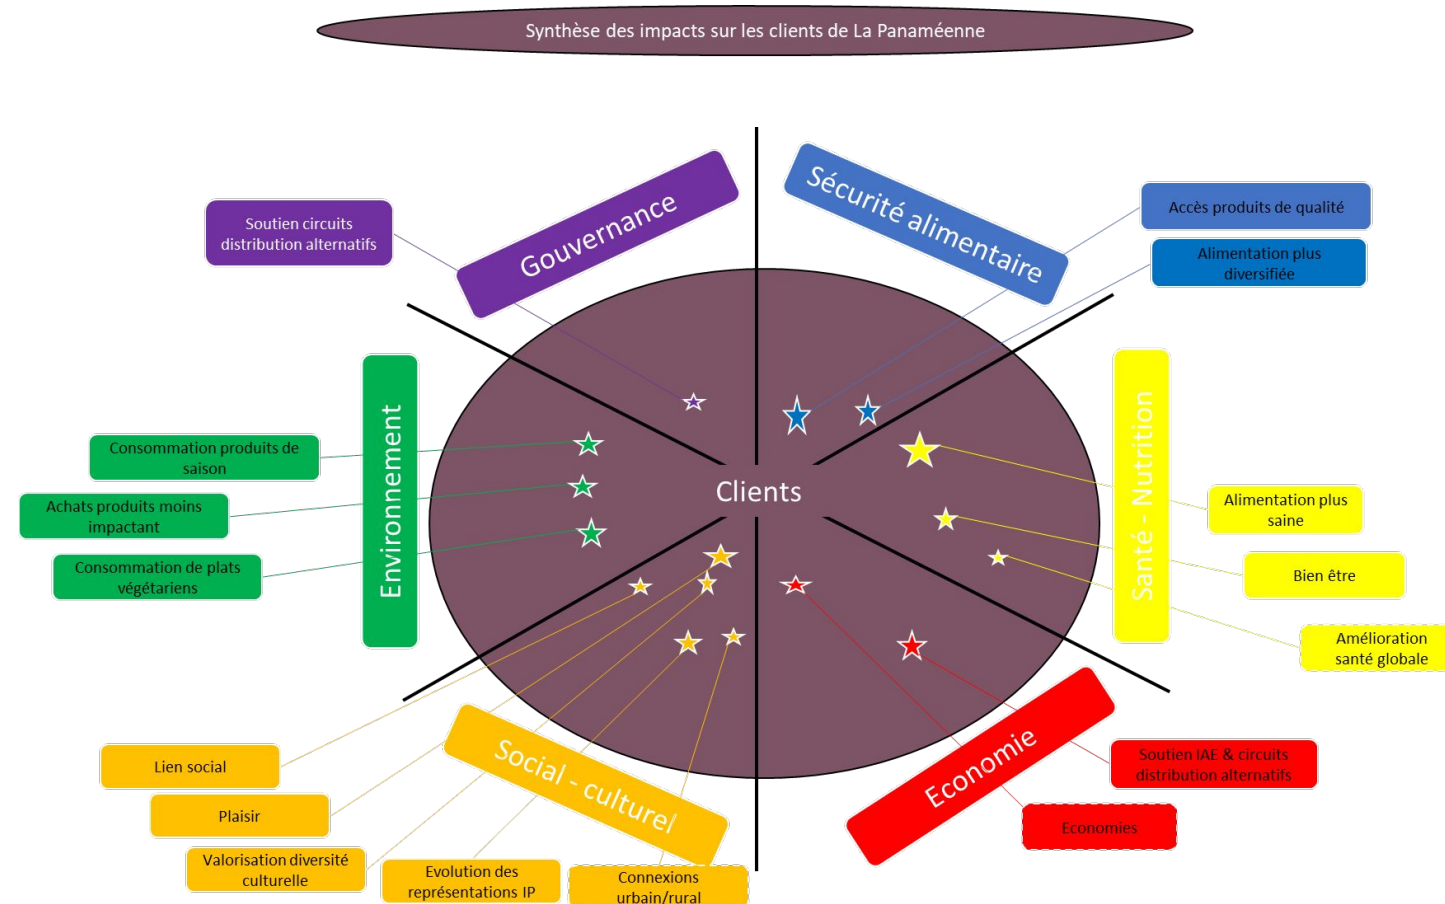 Synthèse des impacts sur les clients de La Panaméenne
Gouvernance
Sécurité alimentaire
Soutien circuits
distribution alternatifs
Accès produits de qualité
Alimentation plus
diversifiée
Environnement
Santé - Nutrition
Consommation produits de
saison
Achats produits moins
impactant
Consommation de plats
végétariens
Clients
Alimentation plus
saine
Bien être
Amélioration
santé globale
Social - culturel
Economie
Lien social
Plaisir
Valorisation diversité
culturelle
Evolution des
représentations IP
Connexions
urbain/rural
Soutien IAE & circuits
distribution alternatifs
Economies